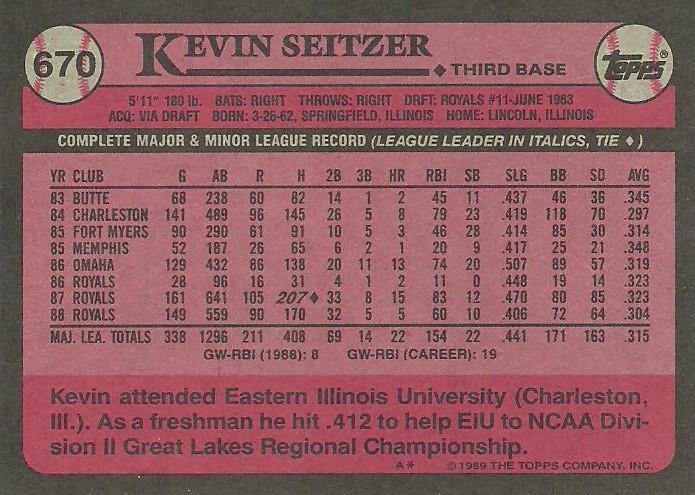 670
KEVIN SEITZER
◆ THIRD BASE
TOPPS®
5'11" 180 lb. BATS: RIGHT THROWS: RIGHT DRFT: ROYALS #11-JUNE 1983
ACQ: VIA DRAFT BORN: 3-26-62, SPRINGFIELD, ILLINOIS HOME: LINCOLN, ILLINOIS
COMPLETE MAJOR & MINOR LEAGUE RECORD (LEAGUE LEADER IN ITALICS, TIE ◆)
YR CLUB G AB R H 2B 3B HR RBI SB SLG BB SO AVG
83 BUTTE 68 238 60 82 14 1 2 45 11 .437 46 36 .345
84 CHARLESTON 141 489 96 145 26 5 8 79 23 .419 118 70 .297
85 FORT MYERS 90 290 61 91 10 5 3 46 28 .414 85 30 .314
85 MEMPHIS 52 187 26 65 6 2 1 20 9 .417 25 21 .348
86 OMAHA 129 432 86 138 20 11 13 74 20 .507 89 57 .319
86 ROYALS 28 96 16 31 4 1 2 11 0 .448 19 14 .323
87 ROYALS 161 641 105 207◆ 33 8 15 83 12 .470 80 85 .323
88 ROYALS 149 559 90 170 32 5 5 60 10 .406 72 64 .304
MAJ. LEA. TOTALS 338 1296 211 408 69 14 22 154 22 .441 171 163 .315
GW-RBI (1988): 8 GW-RBI (CAREER): 19
Kevin attended Eastern Illinois University (Charleston,
Ill.). As a freshman he hit .412 to help EIU to NCAA Divi-
sion II Great Lakes Regional Championship.
A* © 1989 THE TOPPS COMPANY, INC.